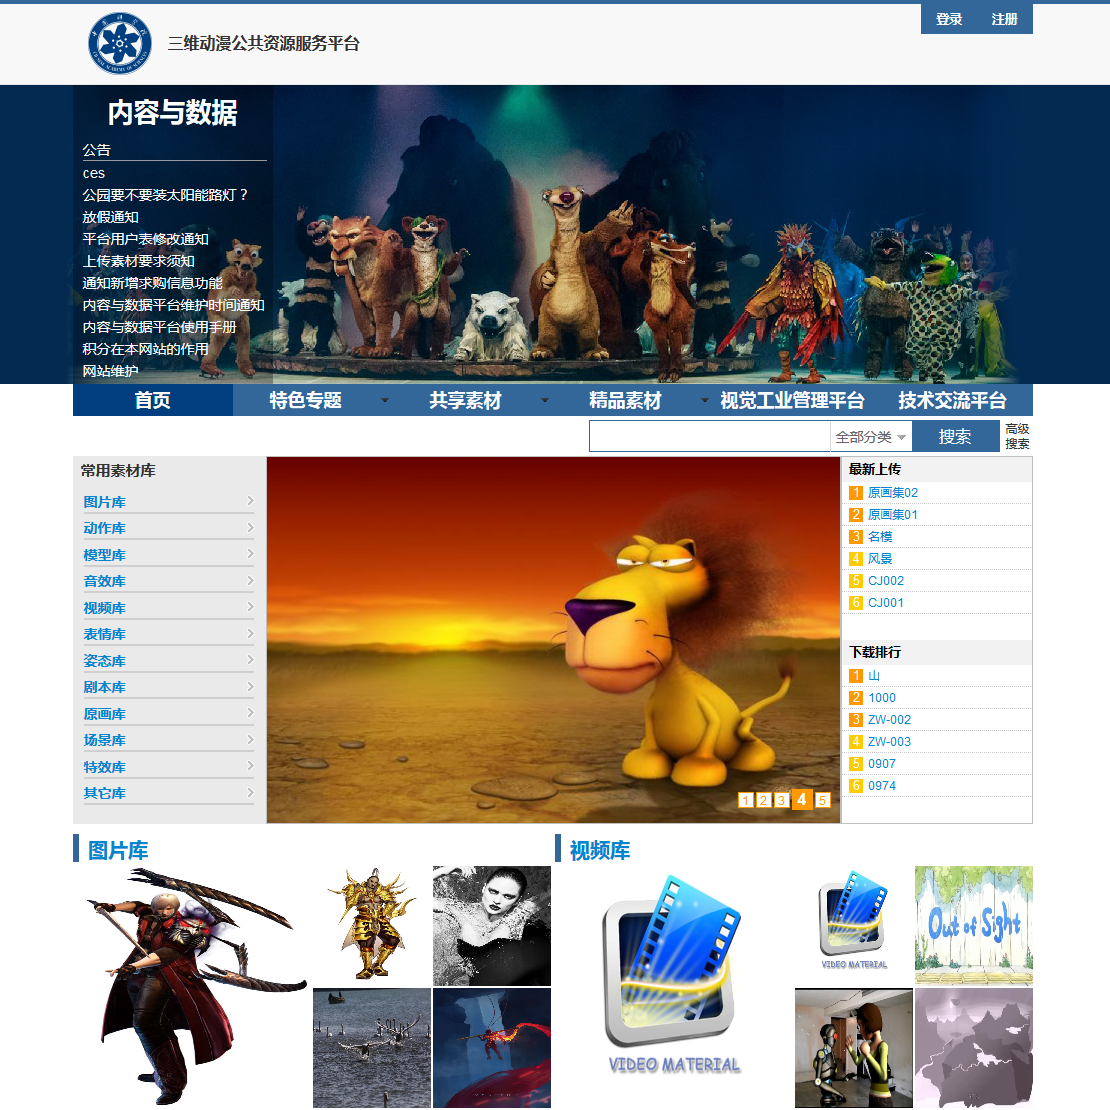 登录 注册
三维动漫公共资源服务平台
内容与数据
公告
ces
公园要不要装太阳能路灯？
放假通知
平台用户表修改通知
上传素材要求须知
通知新增求购信息功能
内容与数据平台维护时间通知
内容与数据平台使用手册
积分在本网站的作用
网站维护
首页 特色专题 共享素材 精品素材 视觉工业管理平台 技术交流平台
全部分类 搜索 高级
搜索
常用素材库
图片库
动作库
模型库
音效库
视频库
表情库
姿态库
剧本库
原画库
场景库
特效库
其它库
1 2 3 4 5
最新上传
1 原画集02
2 原画集01
3 名模
4 风景
5 CJ002
6 CJ001
下载排行
1 山
2 1000
3 ZW-002
4 ZW-003
5 0907
6 0974
图片库
视频库
VIDEO MATERIAL
VIDEO MATERIAL
Out of Sight